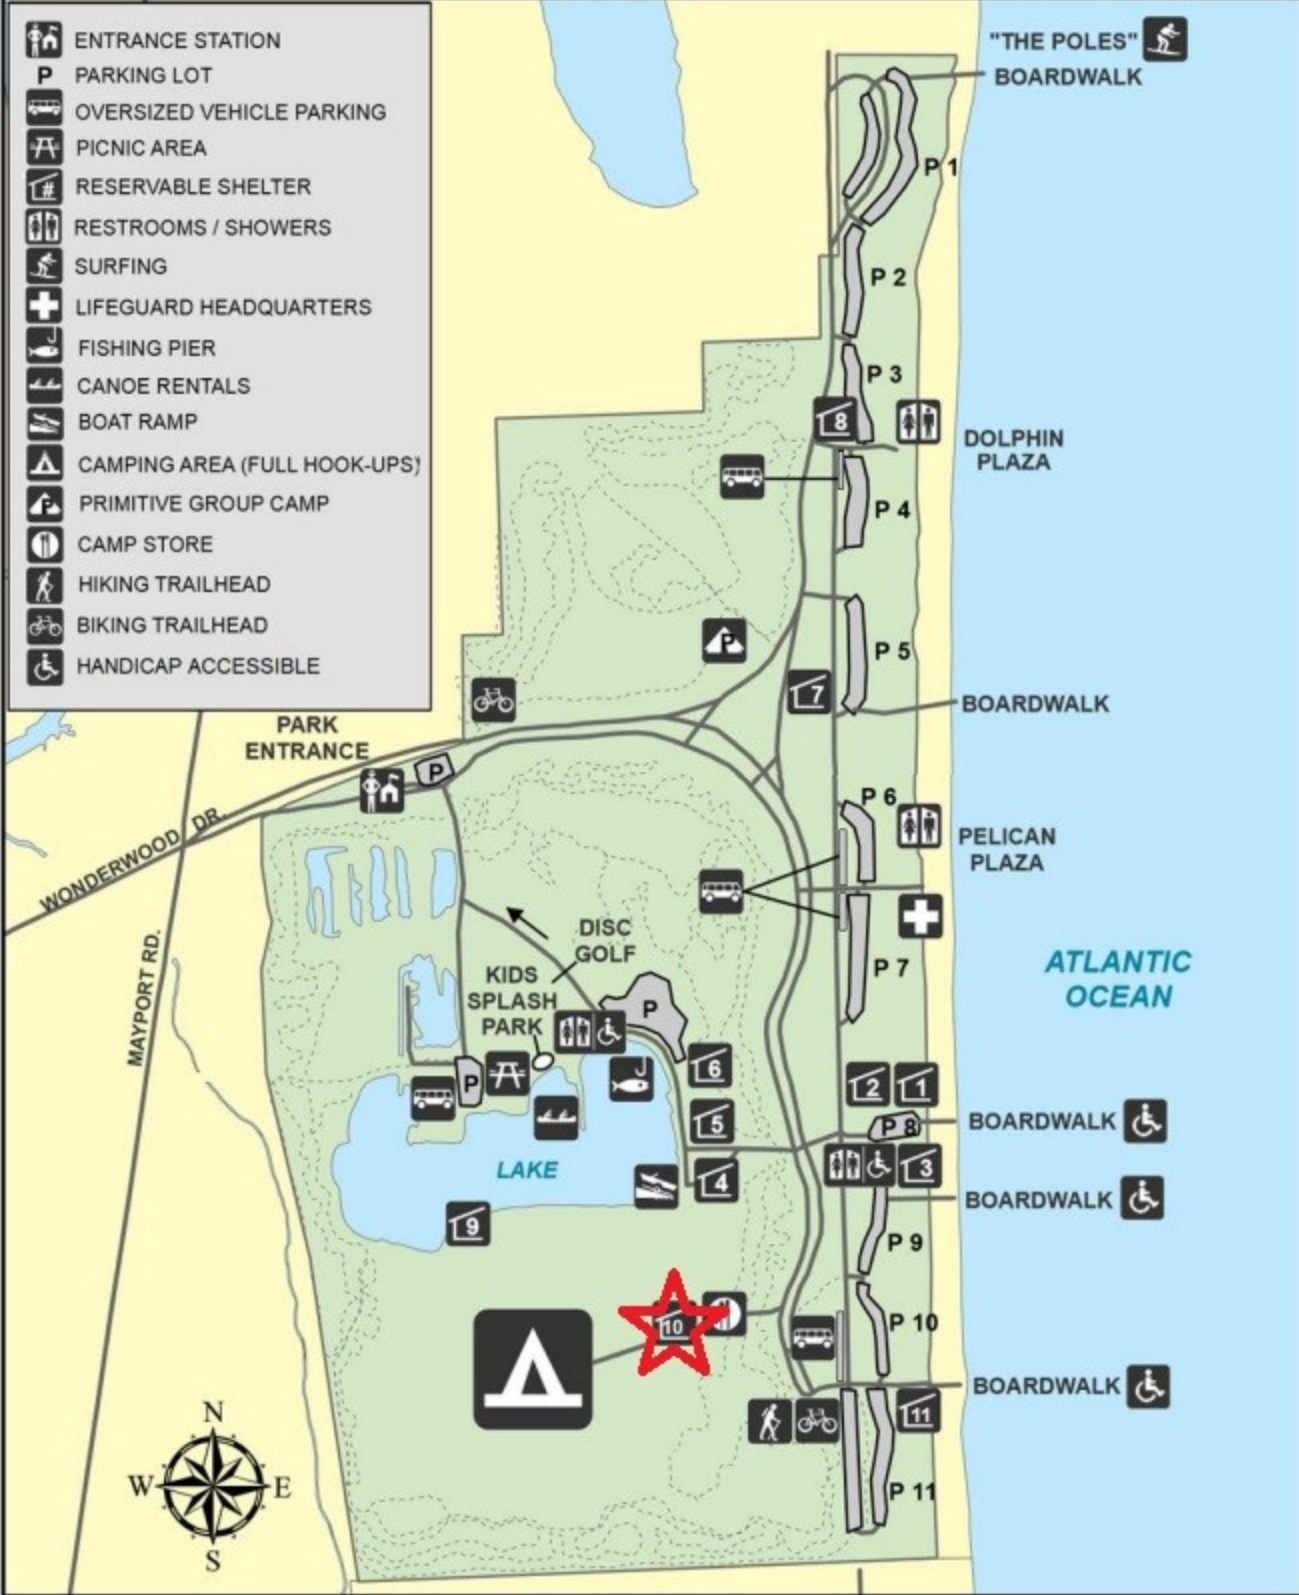 ENTRANCE STATION
P PARKING LOT
OVERSIZED VEHICLE PARKING
PICNIC AREA
# RESERVABLE SHELTER
RESTROOMS / SHOWERS
SURFING
LIFEGUARD HEADQUARTERS
FISHING PIER
CANOE RENTALS
BOAT RAMP
CAMPING AREA (FULL HOOK-UPS)
P PRIMITIVE GROUP CAMP
CAMP STORE
HIKING TRAILHEAD
BIKING TRAILHEAD
HANDICAP ACCESSIBLE
"THE POLES"
BOARDWALK
P 1
P 2
P 3
8
DOLPHIN
PLAZA
P 4
P
P 5
7
BOARDWALK
PARK
ENTRANCE
P
WONDERWOOD DR.
P 6
PELICAN
PLAZA
MAYPORT RD.
DISC
GOLF
KIDS
SPLASH
PARK
P
P 7
ATLANTIC
OCEAN
6
P
2
1
5
P 8
BOARDWALK
LAKE
4
3
BOARDWALK
9
P 9
10
P 10
BOARDWALK
11
P 11
N
W
E
S